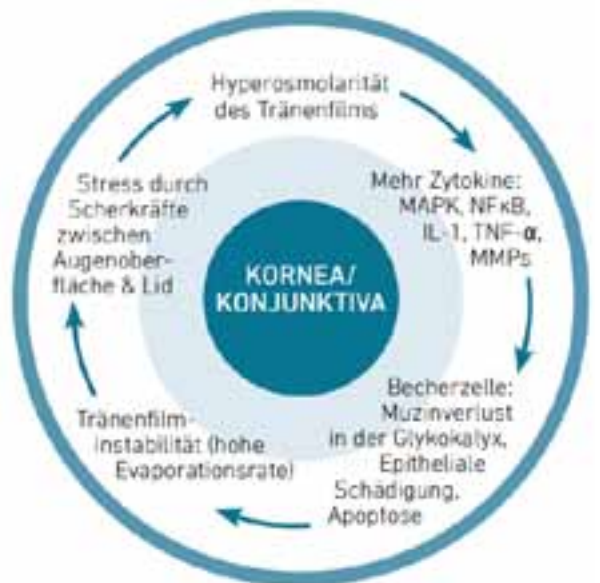 Hyperosmolarität
des Tränenfilms
Mehr Zytokine:
MAPK, NFκB,
IL-1, TNF-α,
MMPs
Becherzelle:
Muzinverlust
in der Glykokalyx,
Epitheliale
Schädigung,
Apoptose
Tränenfilm-
instabilität (hohe
Evaporationsrate)
Stress durch
Scherkräfte
zwischen
Augenober-
fläche & Lid
KORNEA/
KONJUNKTIVA